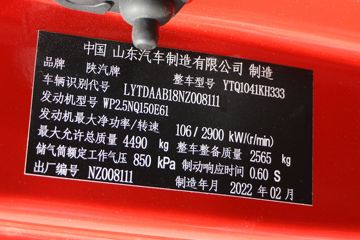 中国 山东汽车制造有限公司 制造
品牌 陕汽牌 整车型号 YTQ1041KH333
车辆识别代号 LYTDAAB18NZ008111
发动机型号 WP2.5NQ150E61
发动机最大净功率/转速 106/2900 kW/(r/min)
最大允许总质量 4490 kg 整车整备质量 2565 kg
储气筒额定工作气压 850 kPa 制动响应时间 0.60 S
出厂编号 NZ008111 制造年月 2022 年 02 月